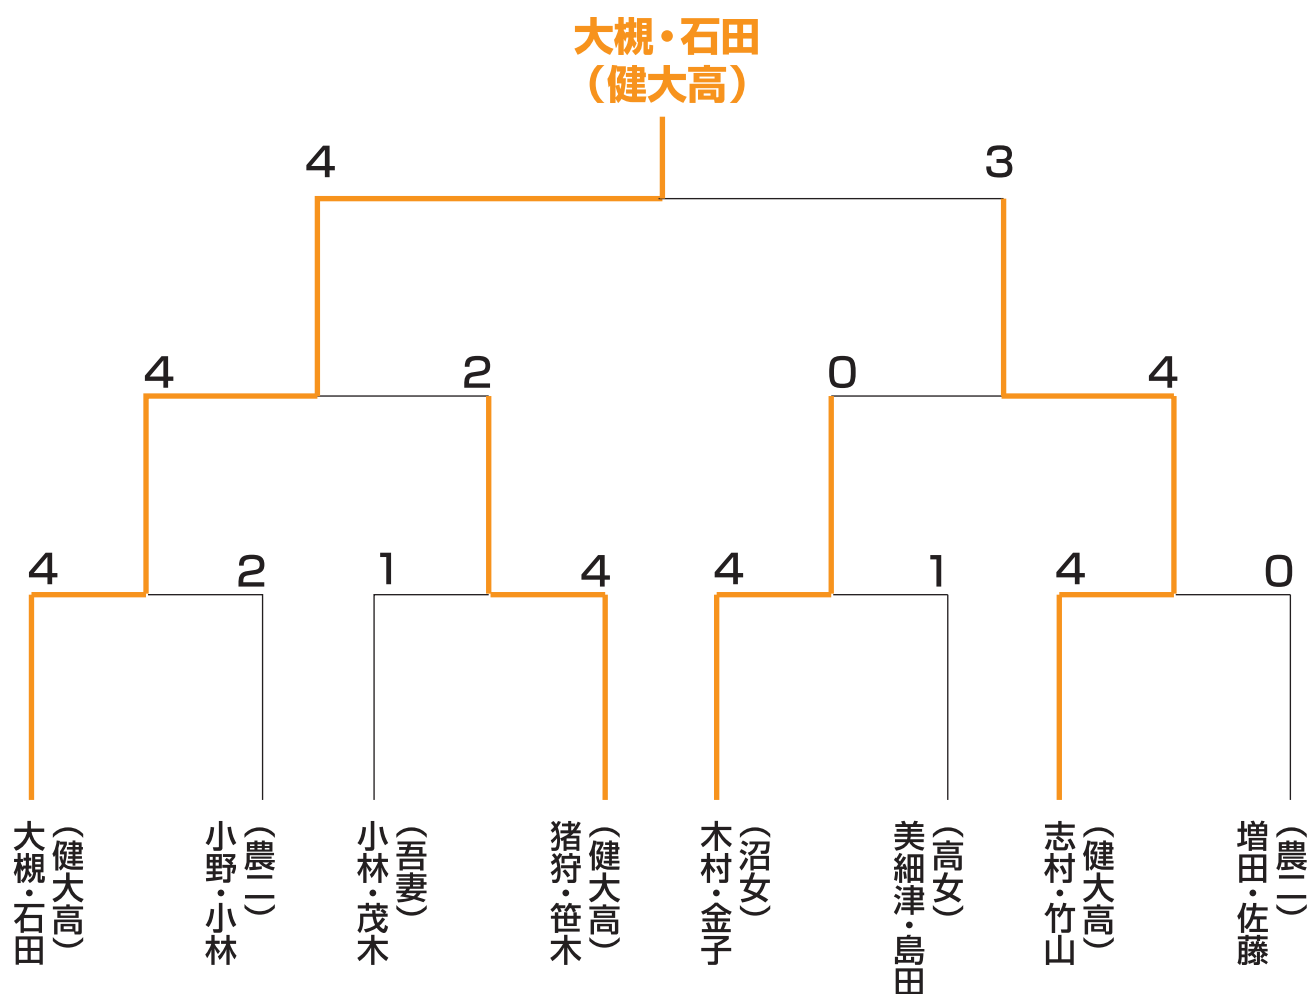 大槻・石田
（健大高）
4
3
4
2
0
4
4
2
1
4
4
1
4
0
大槻・石田
（健大高）
小野・小林
（農二）
小林・茂木
（吾妻）
猪狩・笹木
（健大高）
木村・金子
（沼女）
美細津・島田
（高女）
志村・竹山
（健大高）
増田・佐藤
（農二）